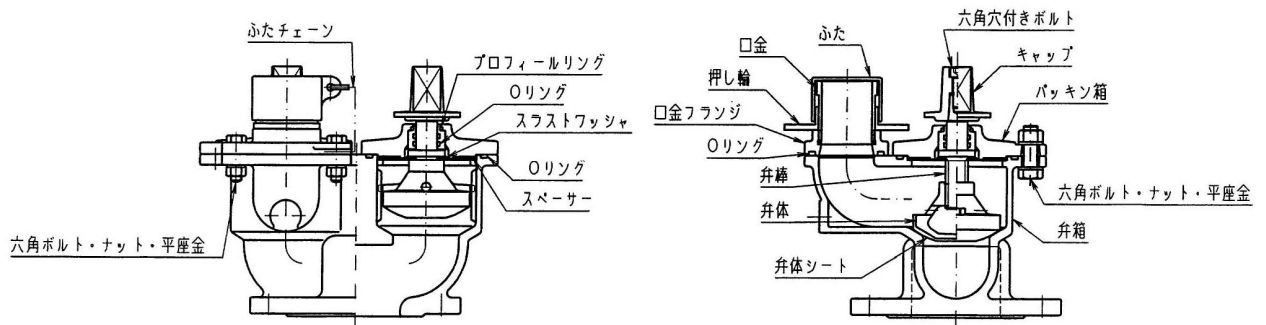 ふたチェーン
プロフィールリング
Oリング
スラストワッシャ
Oリング
スペーサー
六角ボルト・ナット・平座金
六角穴付きボルト
ふた
口金
キャップ
押し輪
パッキン箱
口金フランジ
Oリング
弁棒
六角ボルト・ナット・平座金
弁体
弁箱
弁体シート